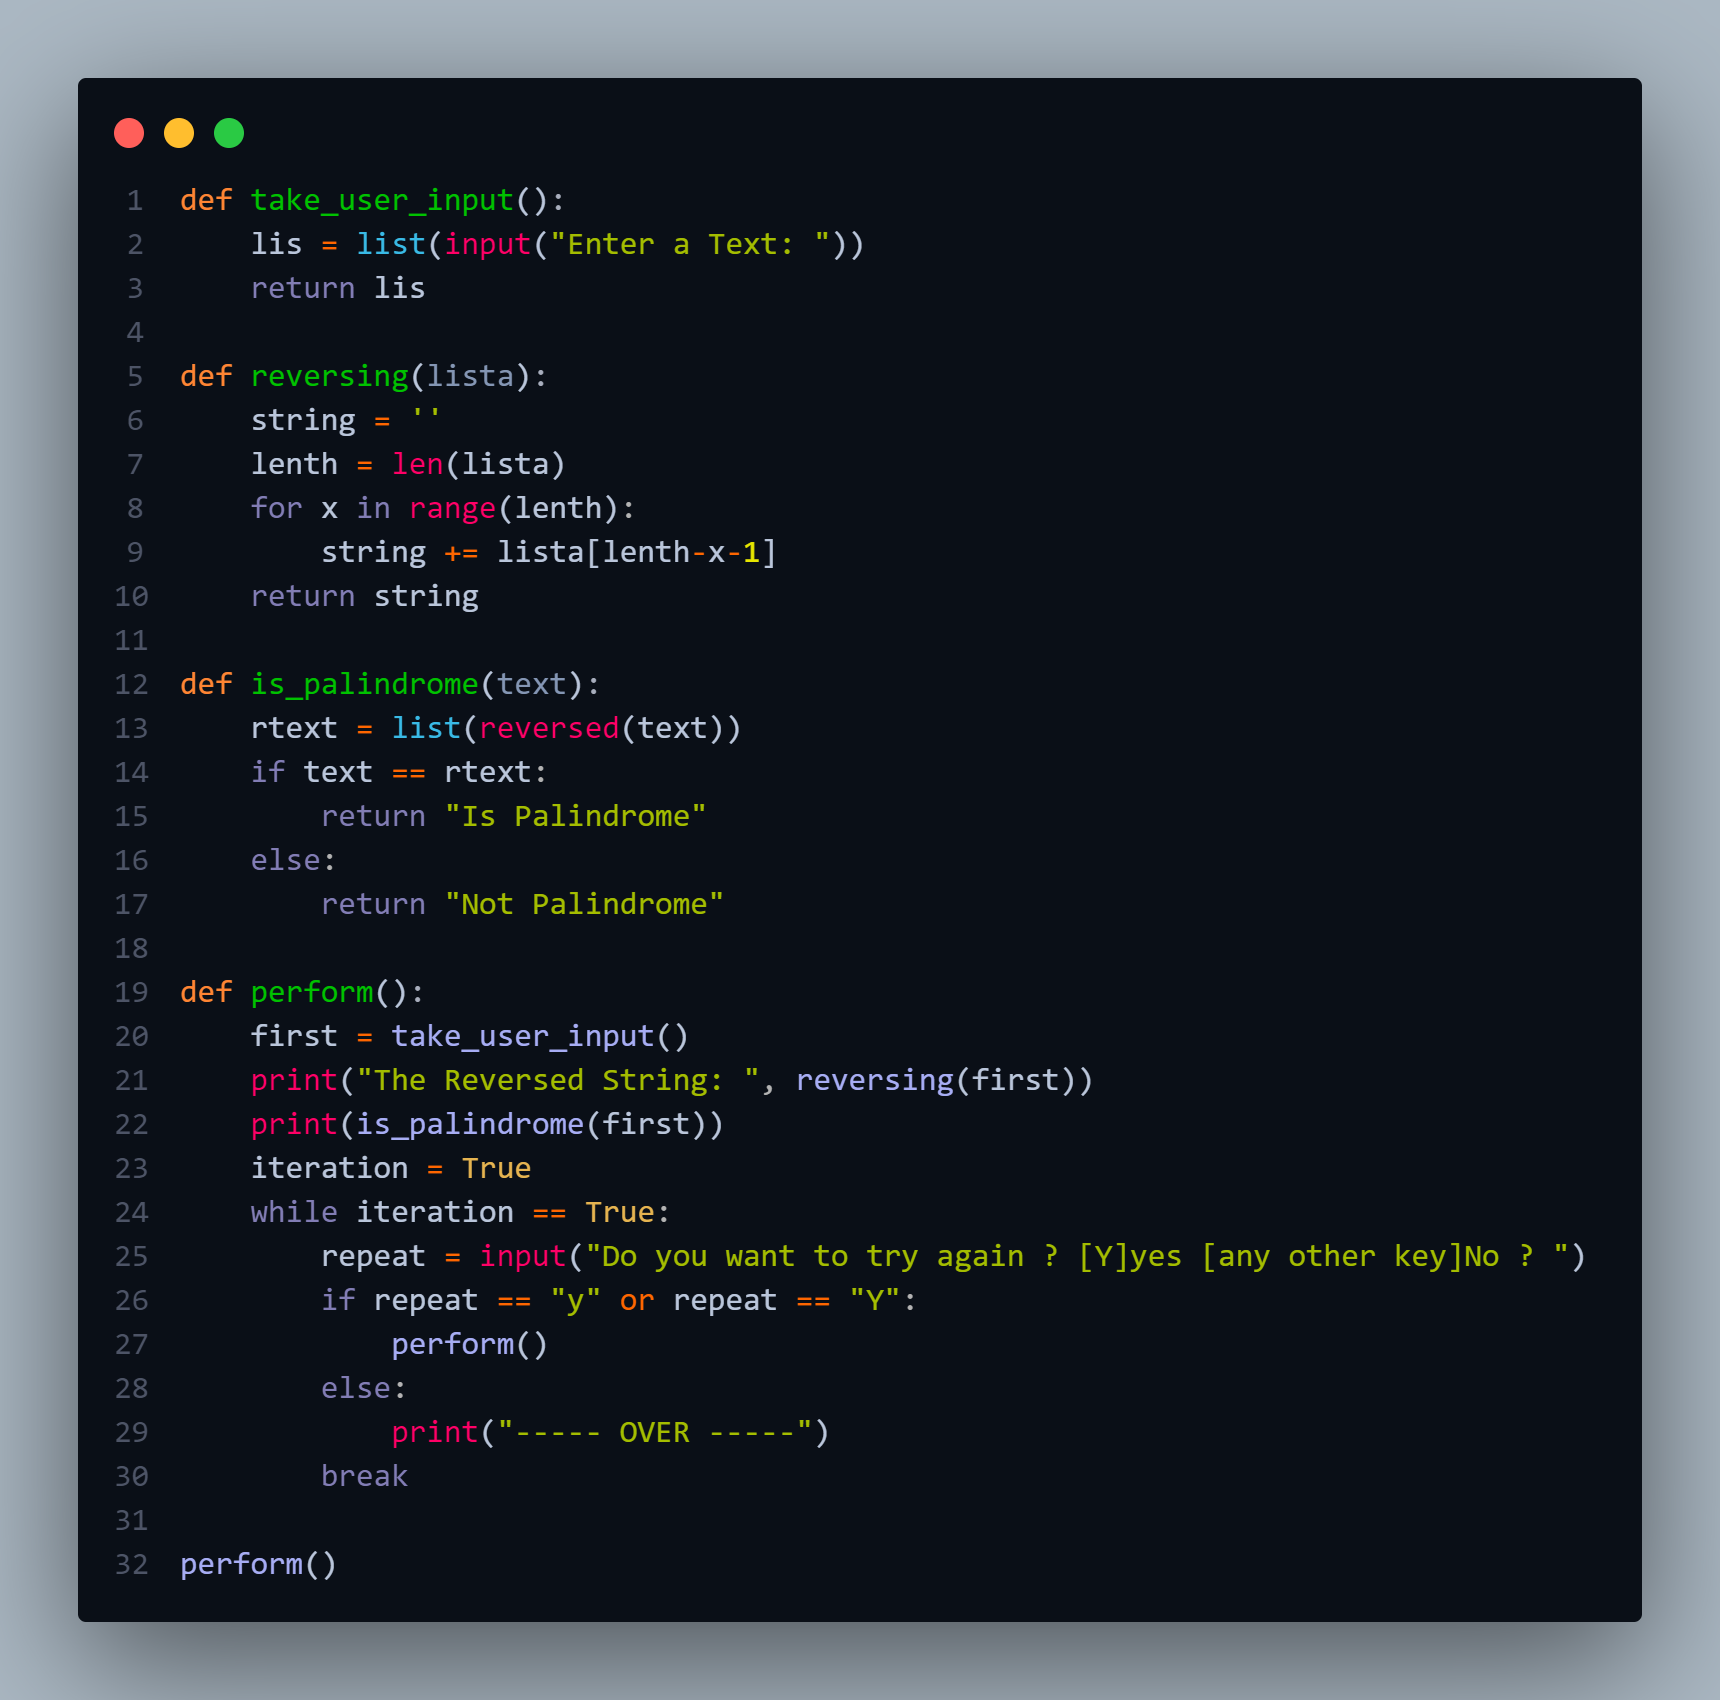 1 def take_user_input():
2     lis = list(input("Enter a Text: "))
3     return lis
4
5 def reversing(lista):
6     string = ''
7     lenth = len(lista)
8     for x in range(lenth):
9         string += lista[lenth-x-1]
10     return string
11
12 def is_palindrome(text):
13     rtext = list(reversed(text))
14     if text == rtext:
15         return "Is Palindrome"
16     else:
17         return "Not Palindrome"
18
19 def perform():
20     first = take_user_input()
21     print("The Reversed String: ", reversing(first))
22     print(is_palindrome(first))
23     iteration = True
24     while iteration == True:
25         repeat = input("Do you want to try again ? [Y]yes [any other key]No ? ")
26         if repeat == "y" or repeat == "Y":
27             perform()
28         else:
29             print("----- OVER -----")
30         break
31
32 perform()